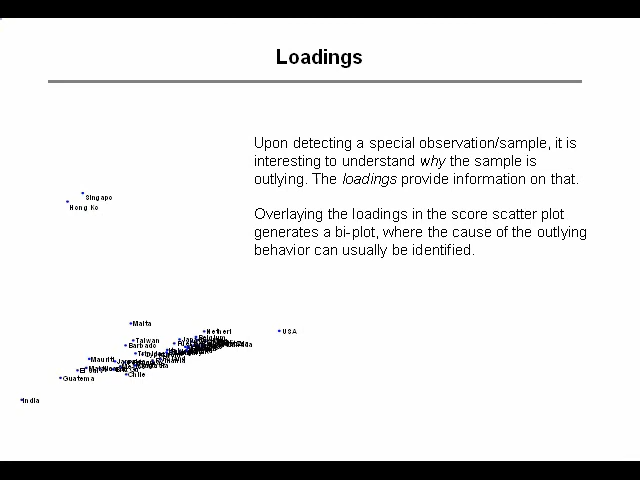 Loadings
Upon detecting a special observation/sample, it is
interesting to understand why the sample is
outlying. The loadings provide information on that.
Overlaying the loadings in the score scatter plot
generates a bi-plot, where the cause of the outlying
behavior can usually be identified.
Singapo
Hong Ko
Malta
Netherl
USA
Taiwan
Barbado
Mauriti
Chile
Guatema
India